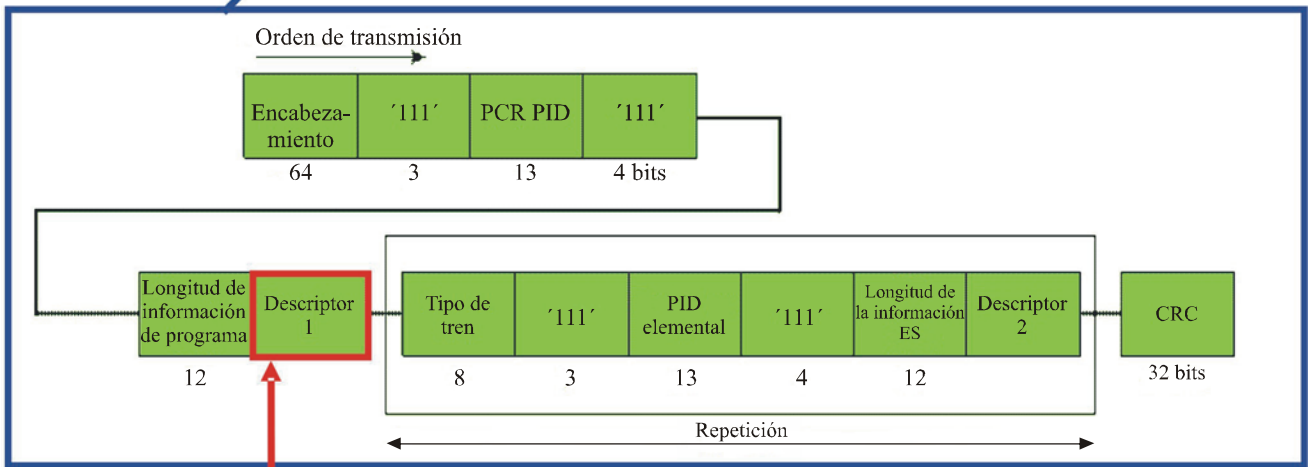 Orden de transmisión
Encabeza-
miento
´111´
PCR PID
´111´
64
3
13
4 bits
Longitud de
información
de programa
Descriptor
1
Tipo de
tren
´111´
PID
elemental
´111´
Longitud de
la información
ES
Descriptor
2
CRC
12
8
3
13
4
12
32 bits
Repetición